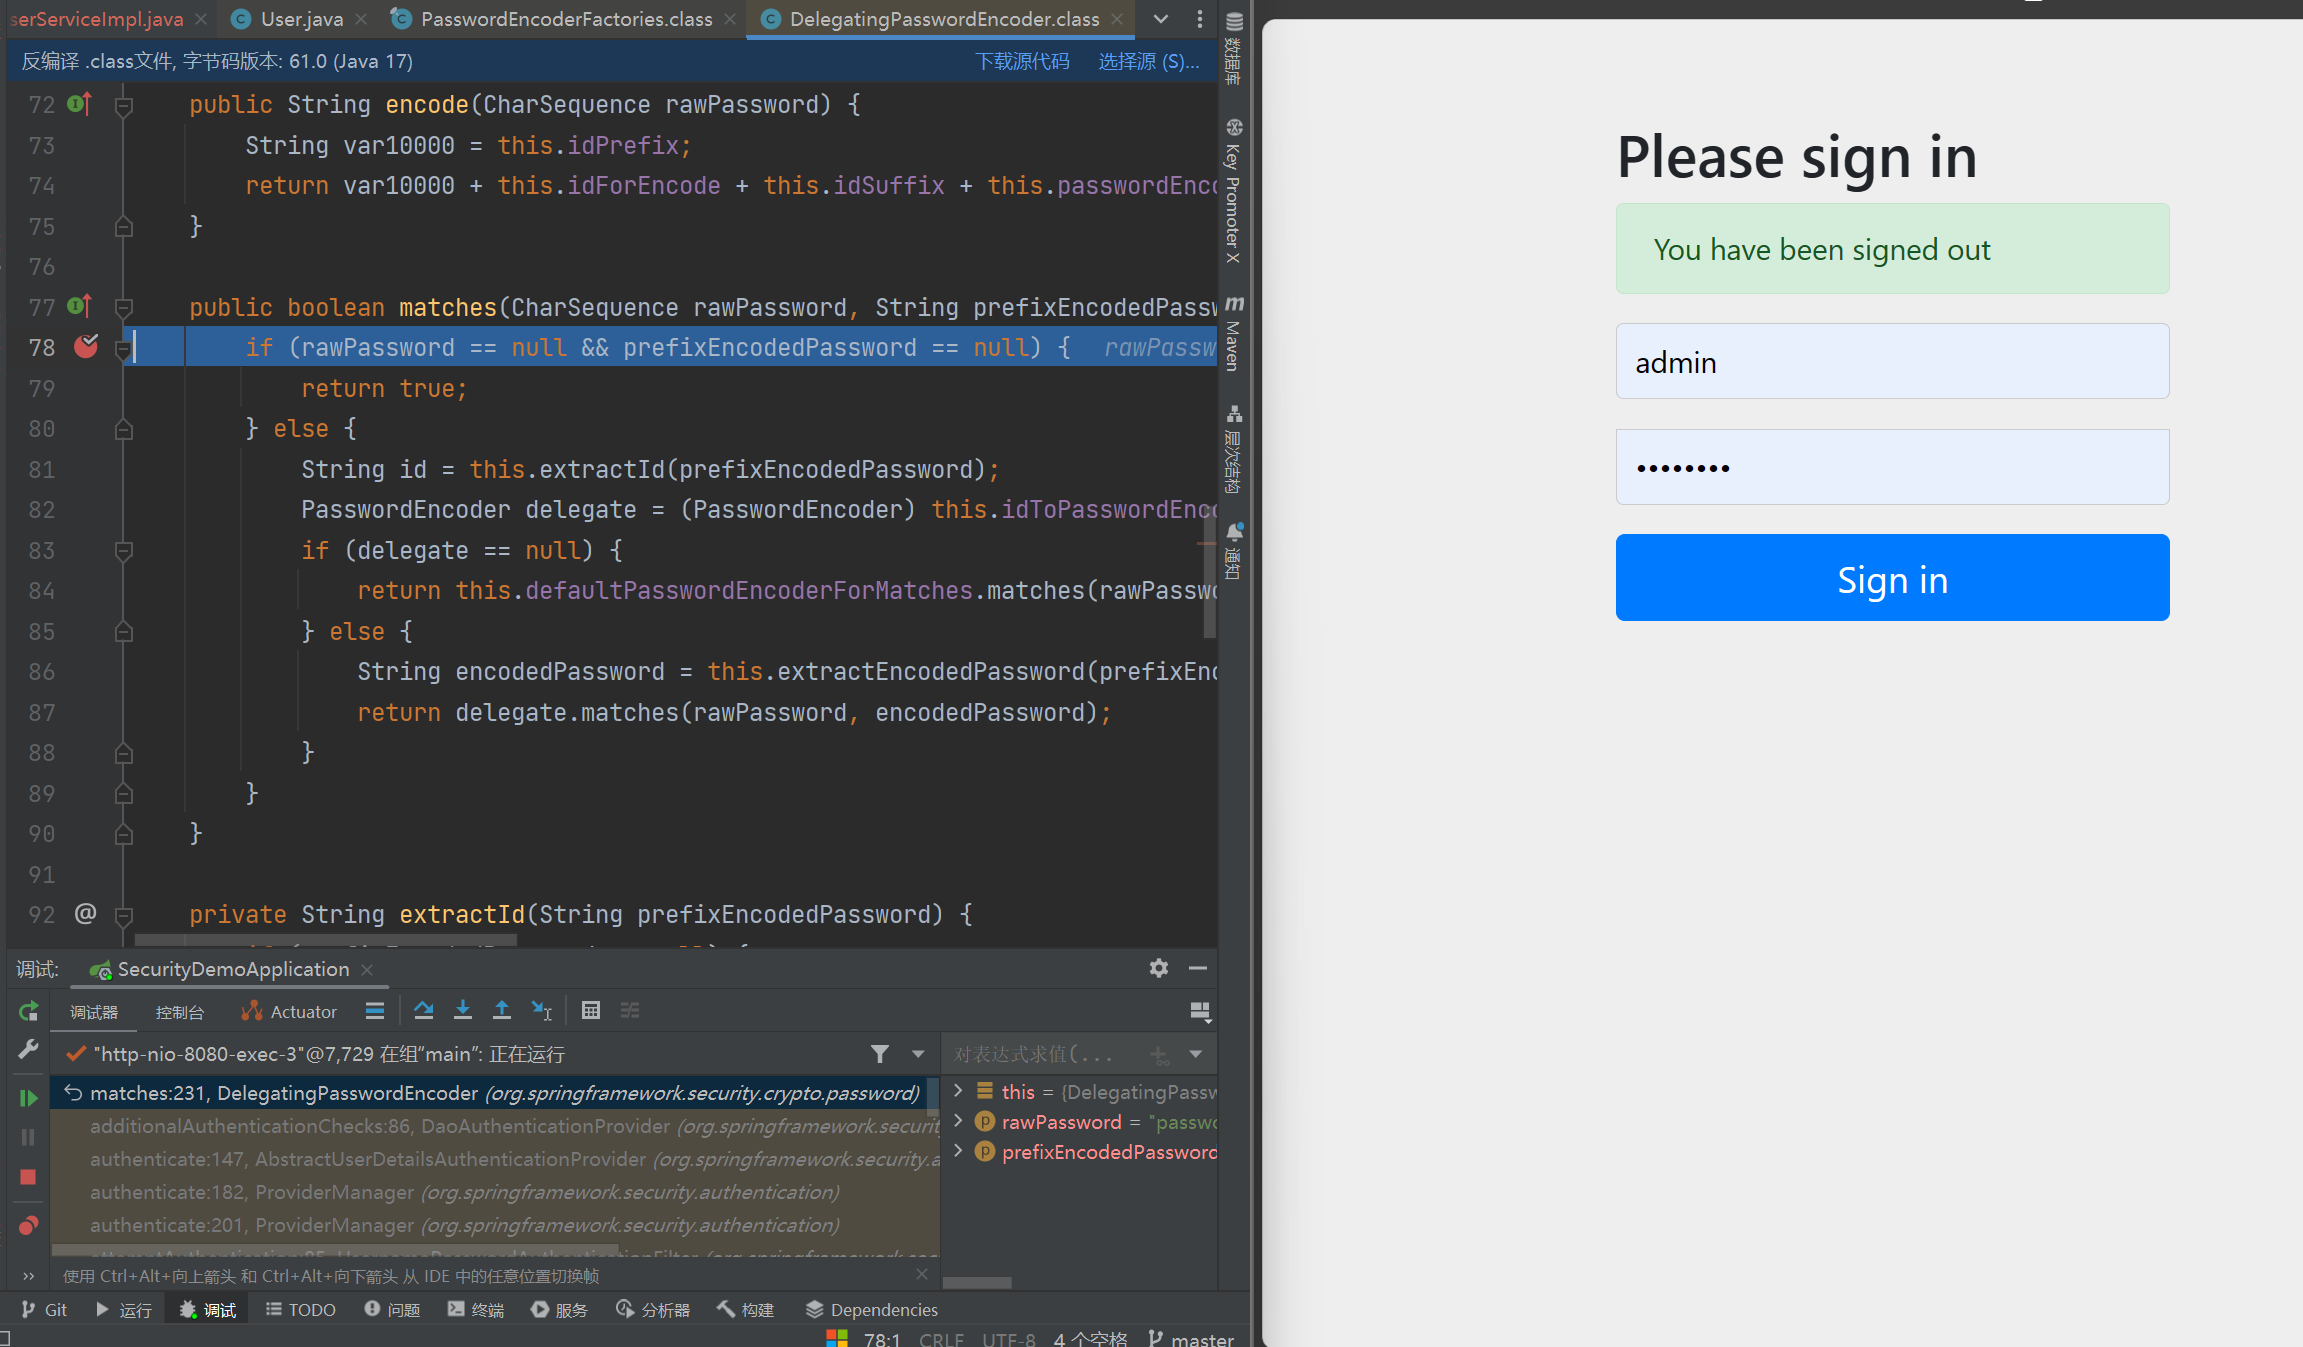 serServiceImpl.java
User.java
PasswordEncoderFactories.class
DelegatingPasswordEncoder.class
反编译 .class文件, 字节码版本: 61.0 (Java 17)
下载源代码
选择源 (S)...
72 public String encode(CharSequence rawPassword) {
73 String var10000 = this.idPrefix;
74 return var10000 + this.idForEncode + this.idSuffix + this.passwordEnco
75 }
76
77 public boolean matches(CharSequence rawPassword, String prefixEncodedPassw
78 if (rawPassword == null && prefixEncodedPassword == null) { rawPassw
79 return true;
80 } else {
81 String id = this.extractId(prefixEncodedPassword);
82 PasswordEncoder delegate = (PasswordEncoder) this.idToPasswordEnco
83 if (delegate == null) {
84 return this.defaultPasswordEncoderForMatches.matches(rawPasswo
85 } else {
86 String encodedPassword = this.extractEncodedPassword(prefixEnc
87 return delegate.matches(rawPassword, encodedPassword);
88 }
89 }
90 }
91
92 @ private String extractId(String prefixEncodedPassword) {
数据库
Key Promoter X
Maven
层次结构
通知
调试:
SecurityDemoApplication
调试器
控制台
Actuator
"http-nio-8080-exec-3"@7,729 在组"main": 正在运行
对表达式求值(...
matches:231, DelegatingPasswordEncoder (org.springframework.security.crypto.password)
additionalAuthenticationChecks:86, DaoAuthenticationProvider (org.springframework.security
authenticate:147, AbstractUserDetailsAuthenticationProvider (org.springframework.security.a
authenticate:182, ProviderManager (org.springframework.security.authentication)
authenticate:201, ProviderManager (org.springframework.security.authentication)
this = {DelegatingPassw
rawPassword = "passwo
prefixEncodedPassword
使用 Ctrl+Alt+向上箭头 和 Ctrl+Alt+向下箭头 从 IDE 中的任意位置切换帧
Git
运行
调试
TODO
问题
终端
服务
分析器
构建
Dependencies
78:1 CRLF UTF-8 4 个空格 master
Please sign in
You have been signed out
admin
••••••••
Sign in